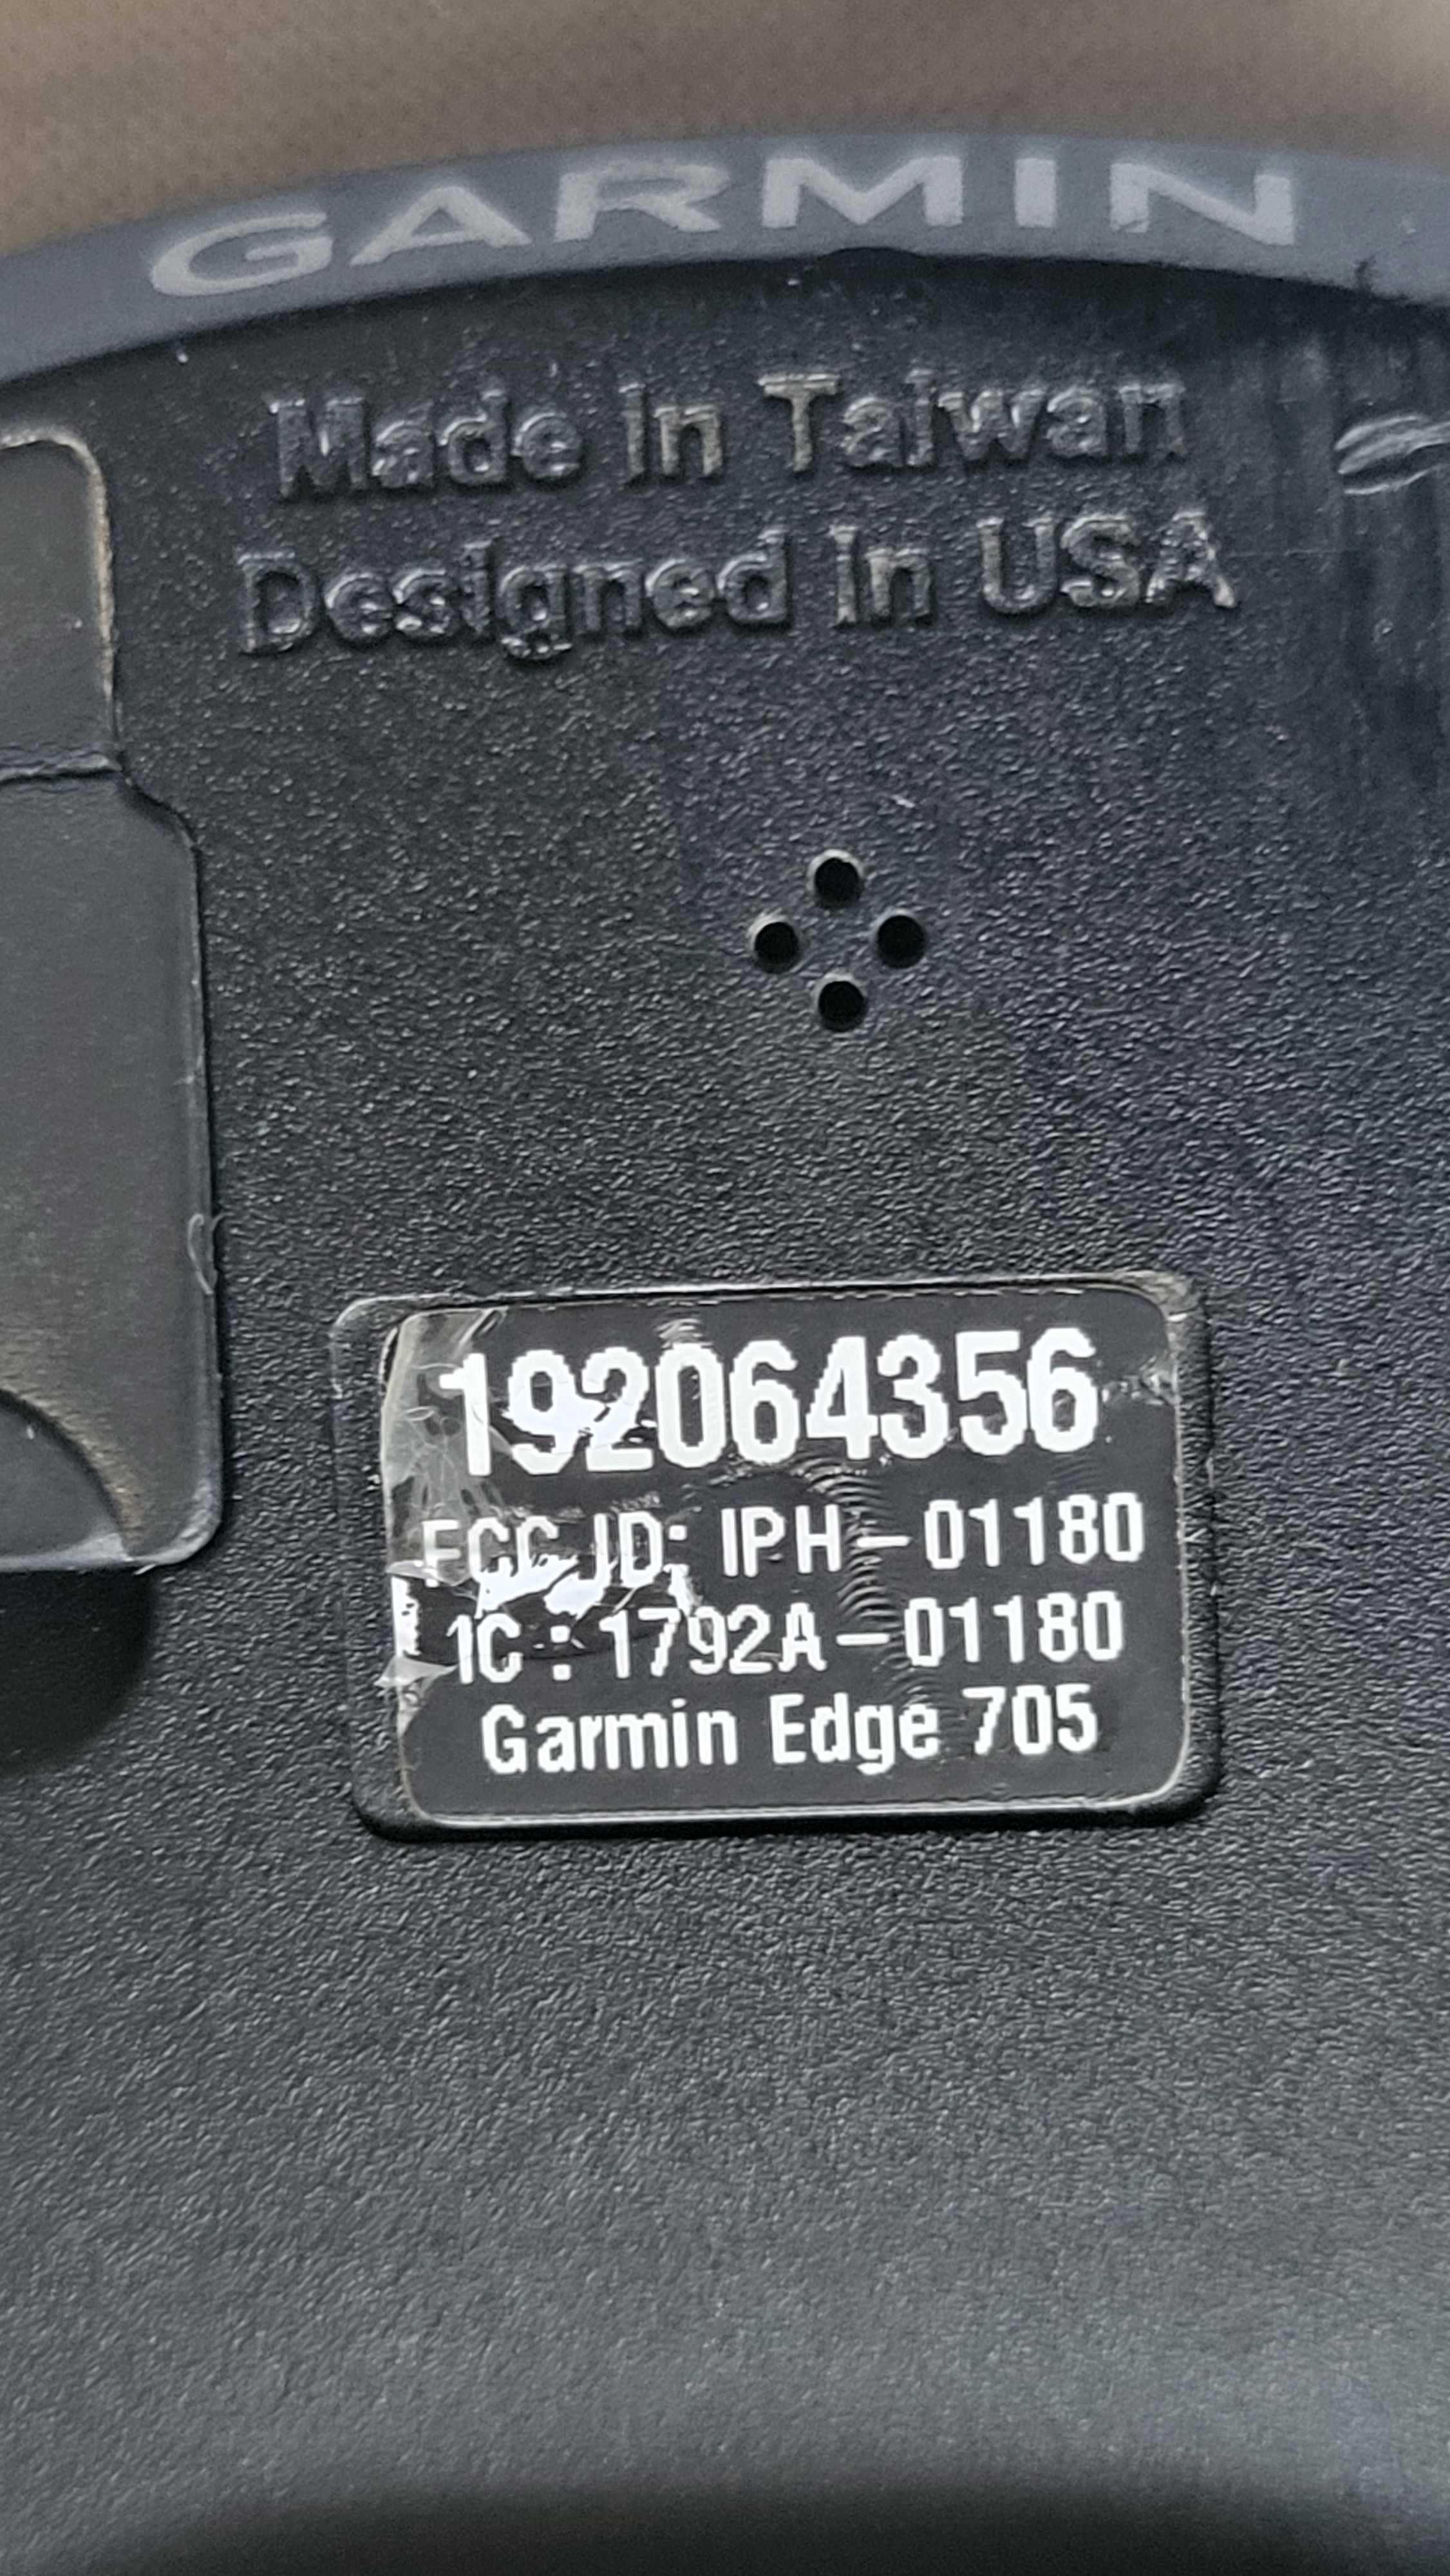 GARMIN
Made in Taiwan
Designed in USA
192064356
FCC ID: IPH-01180
IC : 1792A-01180
Garmin Edge 705